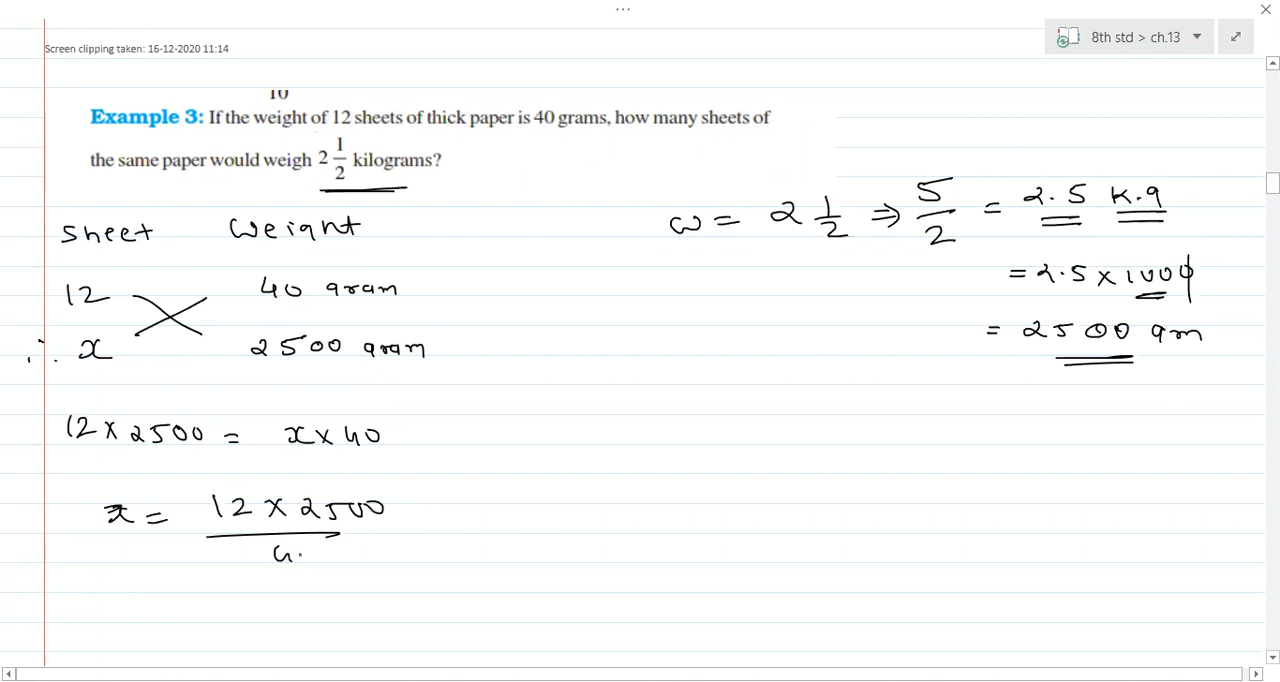 ...
8th std > ch.13
Screen clipping taken: 16-12-2020 11:14
10
Example 3: If the weight of 12 sheets of thick paper is 40 grams, how many sheets of
the same paper would weigh 2 1/2 kilograms?
w = 2 1/2 ⇒ 5/2 = 2.5 k.g
= 2.5 x 1000
= 2500 gm
Sheet Weight
12 40 gram
∴ x 2500 gram
12 x 2500 = x x 40
x = 12 x 2500
4